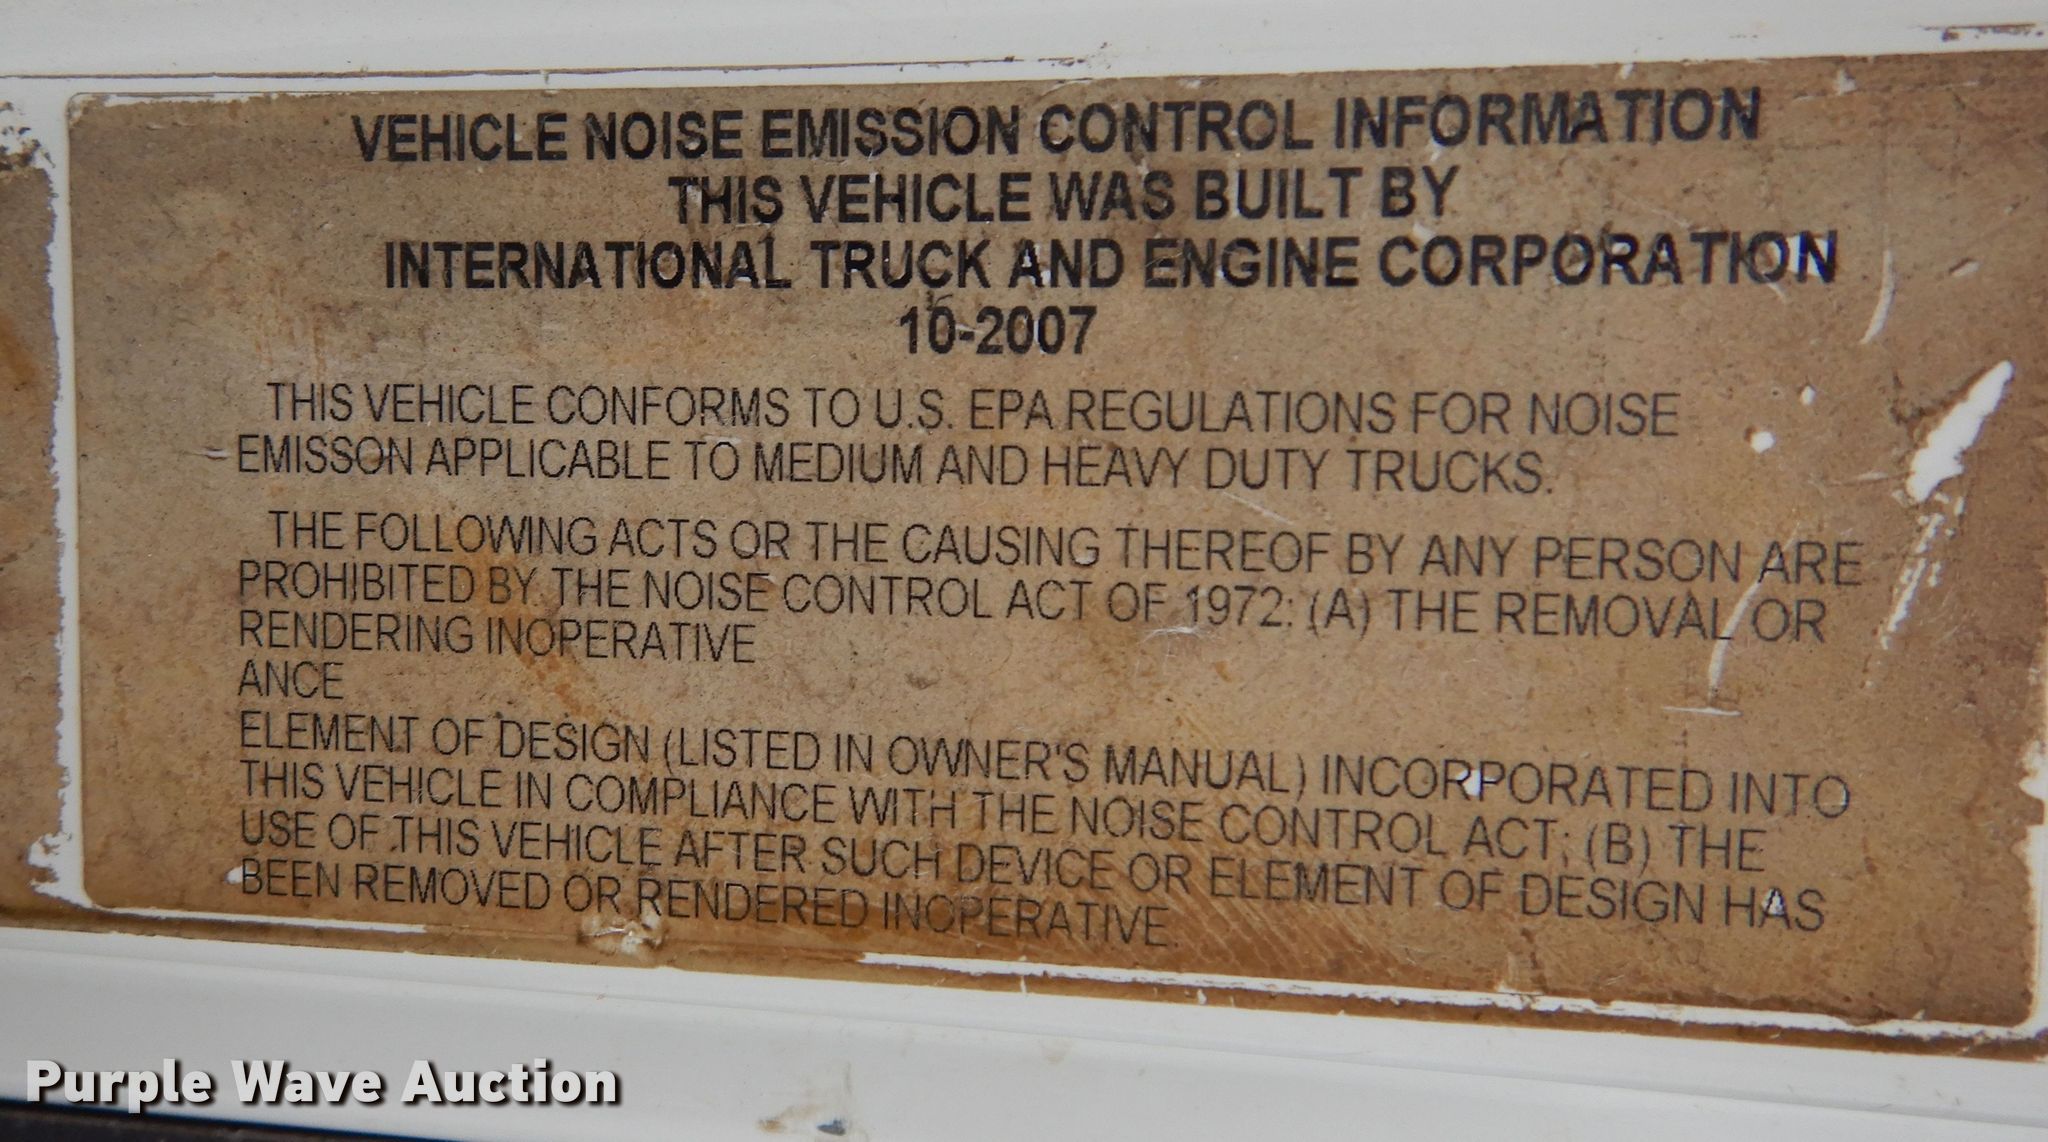 VEHICLE NOISE EMISSION CONTROL INFORMATION
THIS VEHICLE WAS BUILT BY
INTERNATIONAL TRUCK AND ENGINE CORPORATION
10-2007
THIS VEHICLE CONFORMS TO U.S. EPA REGULATIONS FOR NOISE
EMISSON APPLICABLE TO MEDIUM AND HEAVY DUTY TRUCKS.
THE FOLLOWING ACTS OR THE CAUSING THEREOF BY ANY PERSON ARE
PROHIBITED BY THE NOISE CONTROL ACT OF 1972: (A) THE REMOVAL OR
RENDERING INOPERATIVE
ANCE
ELEMENT OF DESIGN (LISTED IN OWNER'S MANUAL) INCORPORATED INTO
THIS VEHICLE IN COMPLIANCE WITH THE NOISE CONTROL ACT; (B) THE
USE OF THIS VEHICLE AFTER SUCH DEVICE OR ELEMENT OF DESIGN HAS
BEEN REMOVED OR RENDERED INOPERATIVE.
Purple Wave Auction